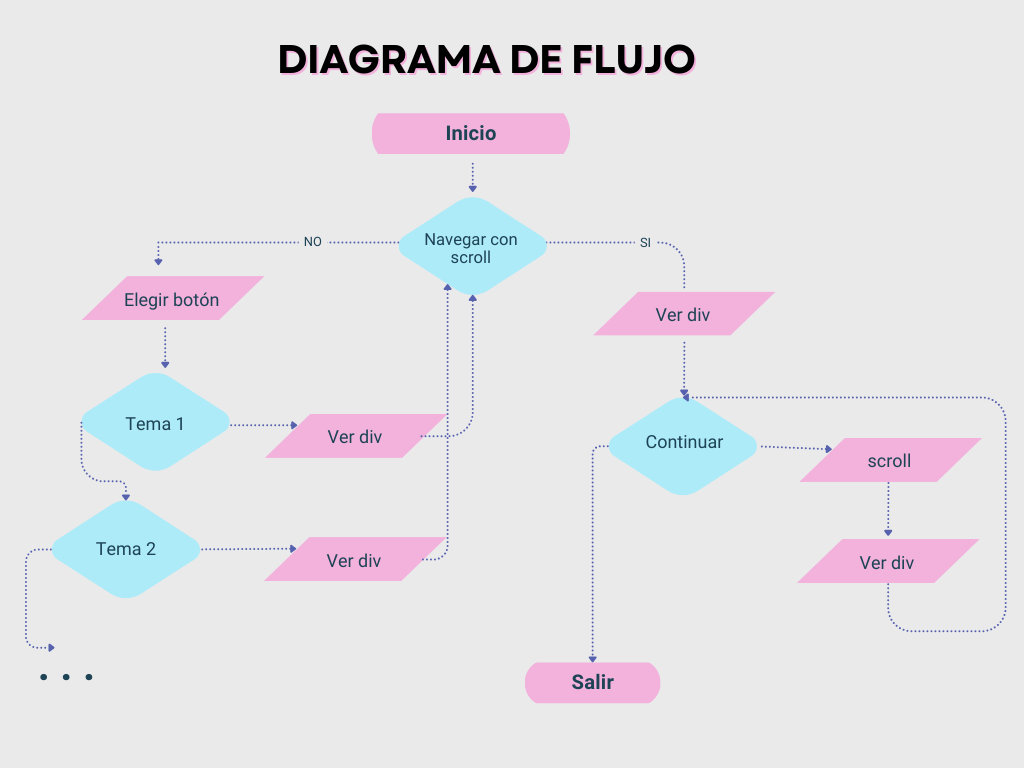 DIAGRAMA DE FLUJO
Inicio
Navegar con
scroll
NO
SI
Elegir botón
Ver div
Tema 1
Ver div
Continuar
scroll
Tema 2
Ver div
Ver div
• • •
Salir